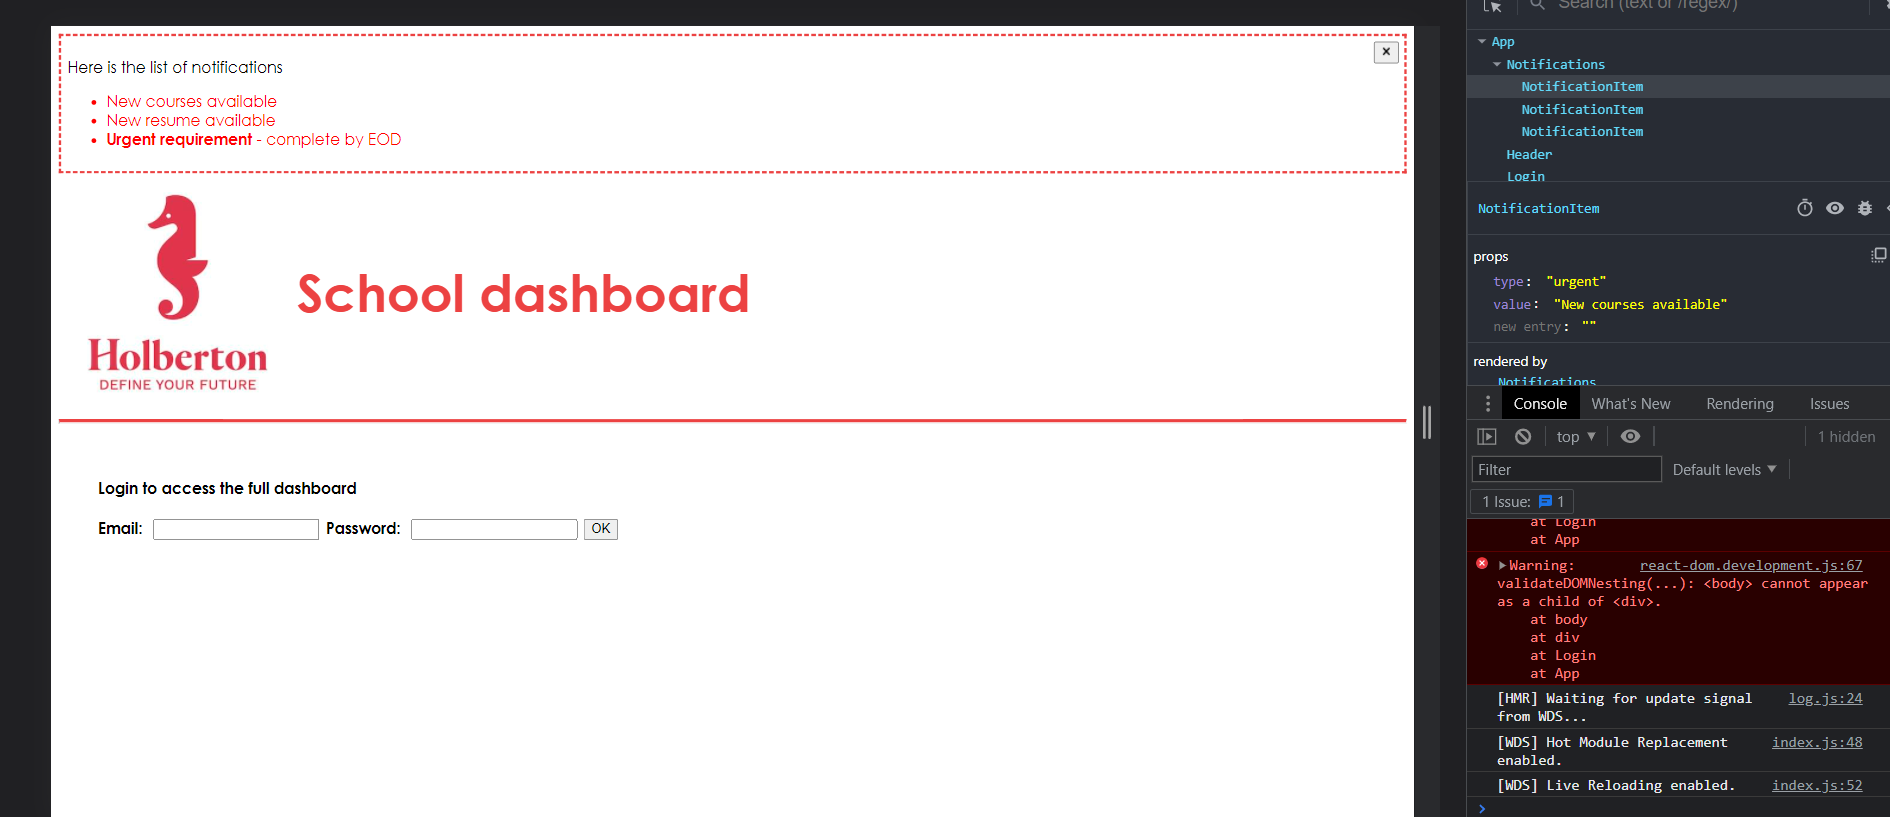 Here is the list of notifications
×
New courses available
New resume available
Urgent requirement - complete by EOD
Holberton
DEFINE YOUR FUTURE
School dashboard
Login to access the full dashboard
Email:
Password:
OK
Search (text or /regex/)
App
Notifications
NotificationItem
NotificationItem
NotificationItem
Header
Login
NotificationItem
props
type: "urgent"
value: "New courses available"
new entry: ""
rendered by
Notifications
Console What's New Rendering Issues
top 1 hidden
Filter Default levels
1 Issue: 1
at Login
at App
Warning: react-dom.development.js:67
validateDOMNesting(...): <body> cannot appear
as a child of <div>.
at body
at div
at Login
at App
[HMR] Waiting for update signal log.js:24
from WDS...
[WDS] Hot Module Replacement index.js:48
enabled.
[WDS] Live Reloading enabled. index.js:52